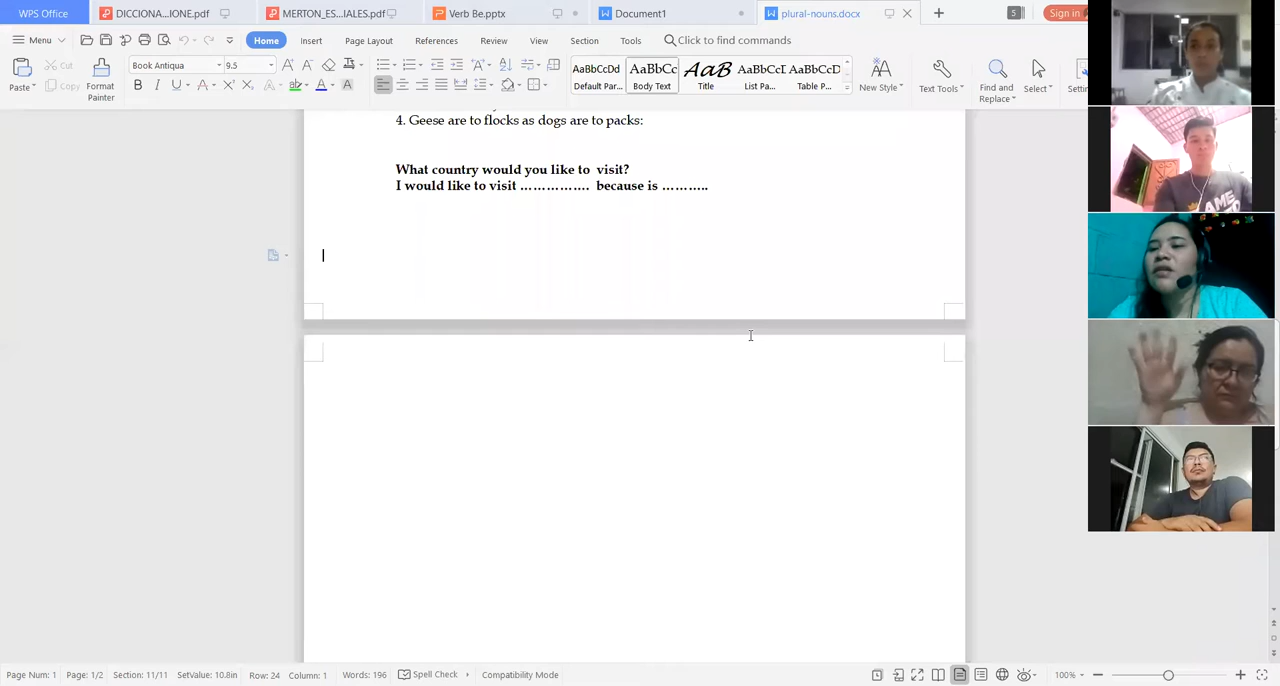 WPS Office
DICCIONA...IONE.pdf
MERTON_ES...IALES.pdf
Verb Be.pptx
Document1
plural-nouns.docx
S
Sign in
Menu
Home
Insert
Page Layout
References
Review
View
Section
Tools
Click to find commands
Paste
Cut
Copy
Format Painter
Book Antiqua
9.5
AaBbCcDd
Default Par...
AaBbCc
Body Text
AaB
Title
AaBbCcI
List Pa...
AaBbCcD
Table P...
New Style
Text Tools
Find and Replace
Select
4. Geese are to flocks as dogs are to packs:
What country would you like to visit?
I would like to visit ……………. because is ………..
Page Num: 1
Page: 1/2
Section: 11/11
SetValue: 10.8in
Row: 24
Column: 1
Words: 196
Spell Check
Compatibility Mode
100%